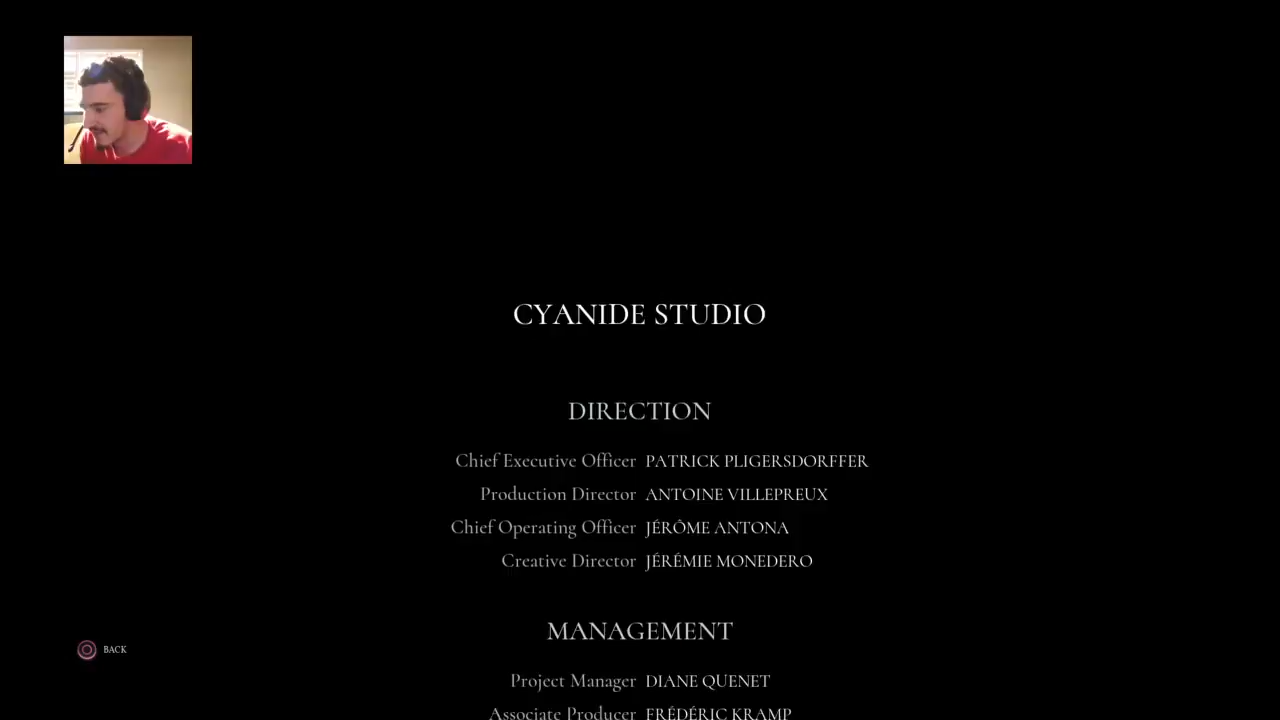 CYANIDE STUDIO
DIRECTION
Chief Executive Officer PATRICK PLIGERSDORFFER
Production Director ANTOINE VILLEPREUX
Chief Operating Officer JÉRÔME ANTONA
Creative Director JÉRÉMIE MONEDERO
MANAGEMENT
BACK
Project Manager DIANE QUENET
Associate Producer FRÉDÉRIC KRAMP